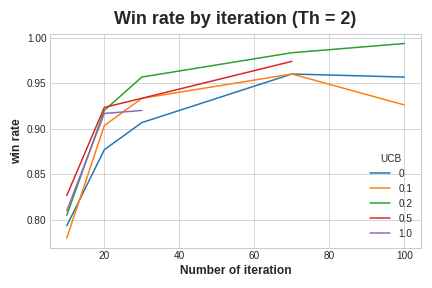 Win rate by iteration (Th = 2)
1.00
0.95
0.90
0.85
0.80
win rate
UCB
0
0.1
0.2
0.5
1.0
20 40 60 80 100
Number of iteration